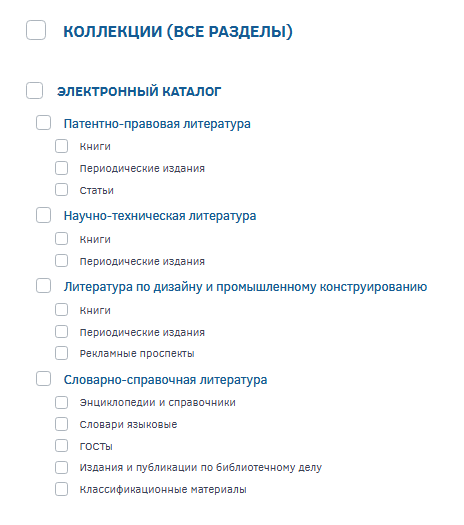 КОЛЛЕКЦИИ (ВСЕ РАЗДЕЛЫ)
ЭЛЕКТРОННЫЙ КАТАЛОГ
Патентно-правовая литература
Книги
Периодические издания
Статьи
Научно-техническая литература
Книги
Периодические издания
Литература по дизайну и промышленному конструированию
Книги
Периодические издания
Рекламные проспекты
Словарно-справочная литература
Энциклопедии и справочники
Словари языковые
ГОСТы
Издания и публикации по библиотечному делу
Классификационные материалы